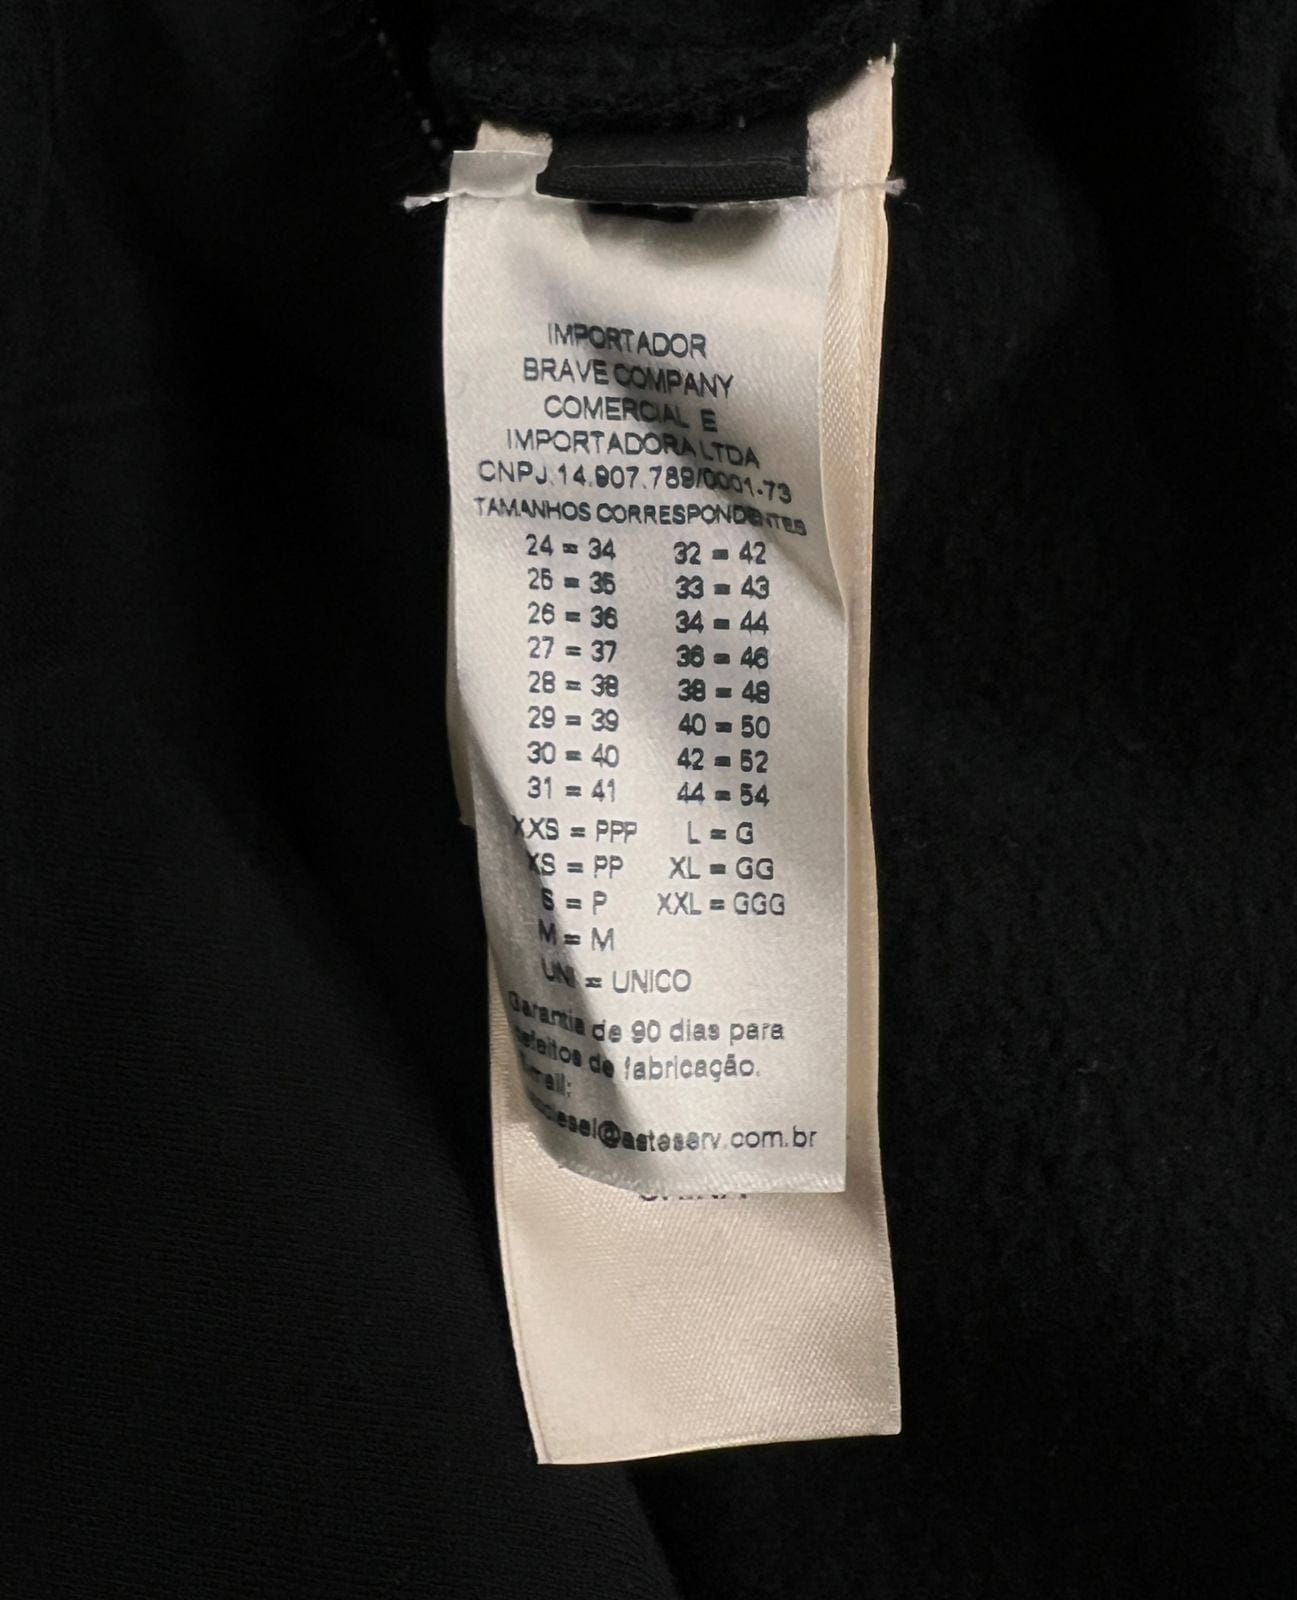 IMPORTADOR
BRAVE COMPANY
COMERCIAL E
IMPORTADORA LTDA
CNPJ.14.907.789/0001-73
TAMANHOS CORRESPONDENTES
24 = 34 32 = 42
25 = 35 33 = 43
26 = 36 34 = 44
27 = 37 36 = 46
28 = 38 38 = 48
29 = 39 40 = 50
30 = 40 42 = 52
31 = 41 44 = 54
XXS = PPP L = G
XS = PP XL = GG
S = P XXL = GGG
M = M
UNI = UNICO
Garantia de 90 dias para
defeitos de fabricação.
E-mail: